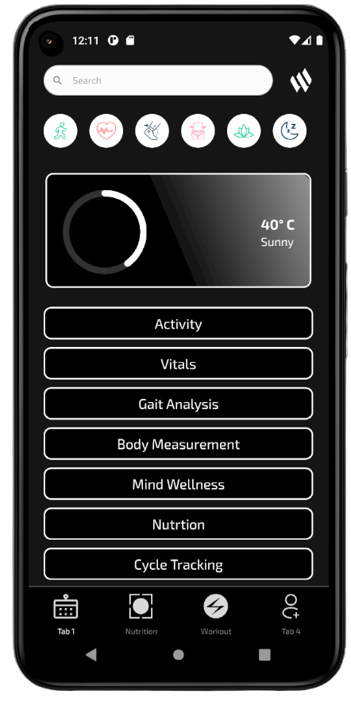 12:11
Search
40° C
Sunny
Activity
Vitals
Gait Analysis
Body Measurement
Mind Wellness
Nutrtion
Cycle Tracking
Tab 1 Nutrition Workout Tab 4